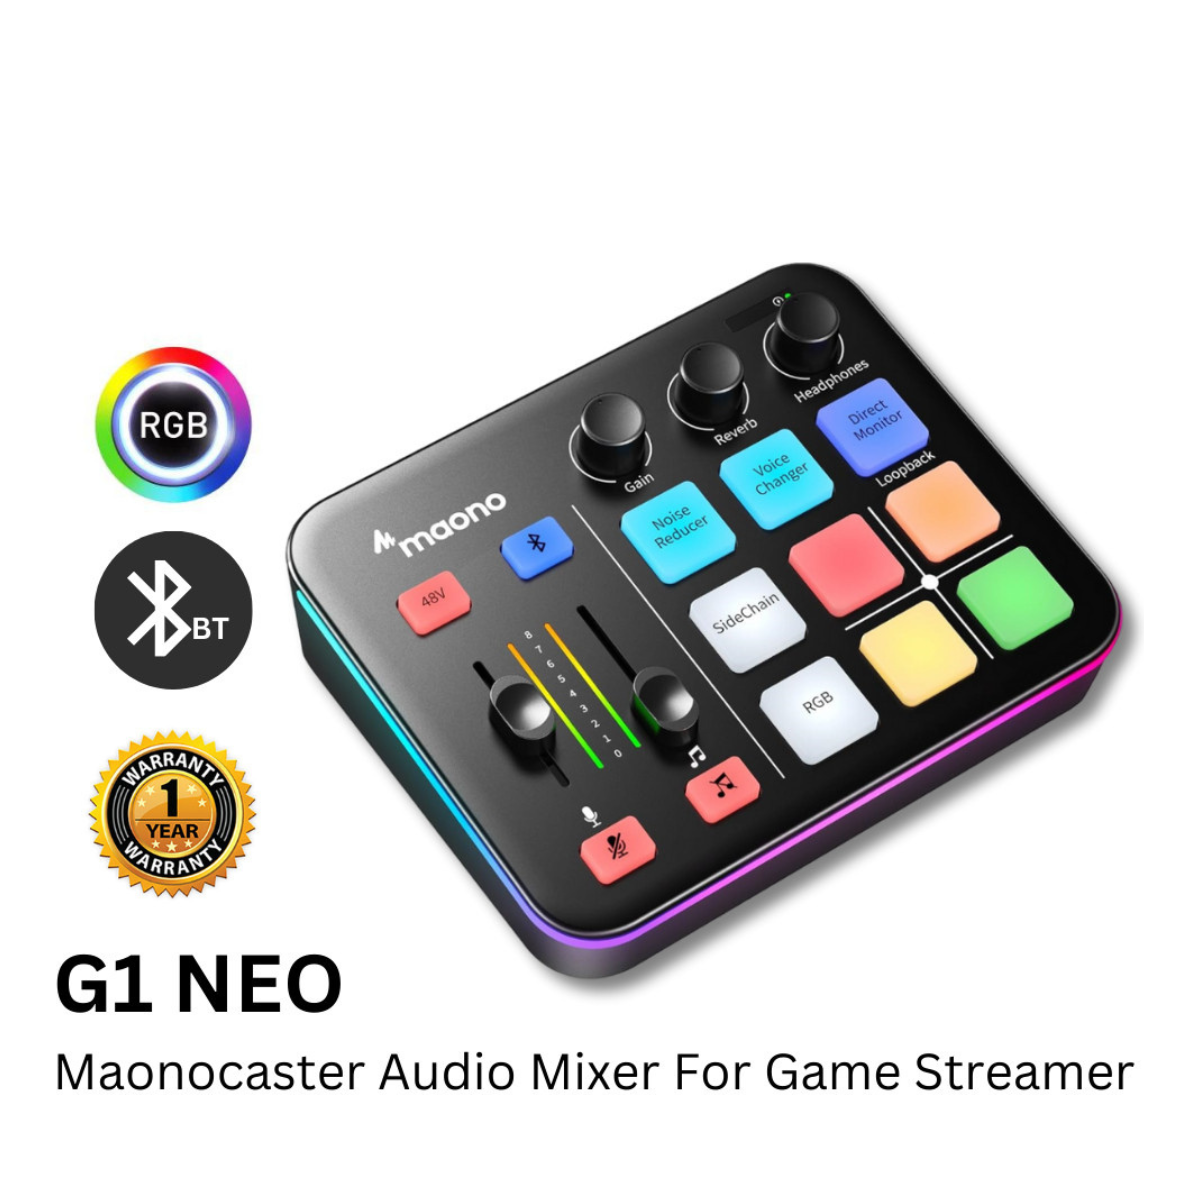 RGB
BT
WARRANTY
1
YEAR
WARRANTY
maono
48V
Gain
Reverb
Headphones
Noise
Reducer
Voice
Changer
Direct
Monitor
Loopback
SideChain
RGB
8
7
6
5
4
3
2
1
0
G1 NEO
Maonocaster Audio Mixer For Game Streamer